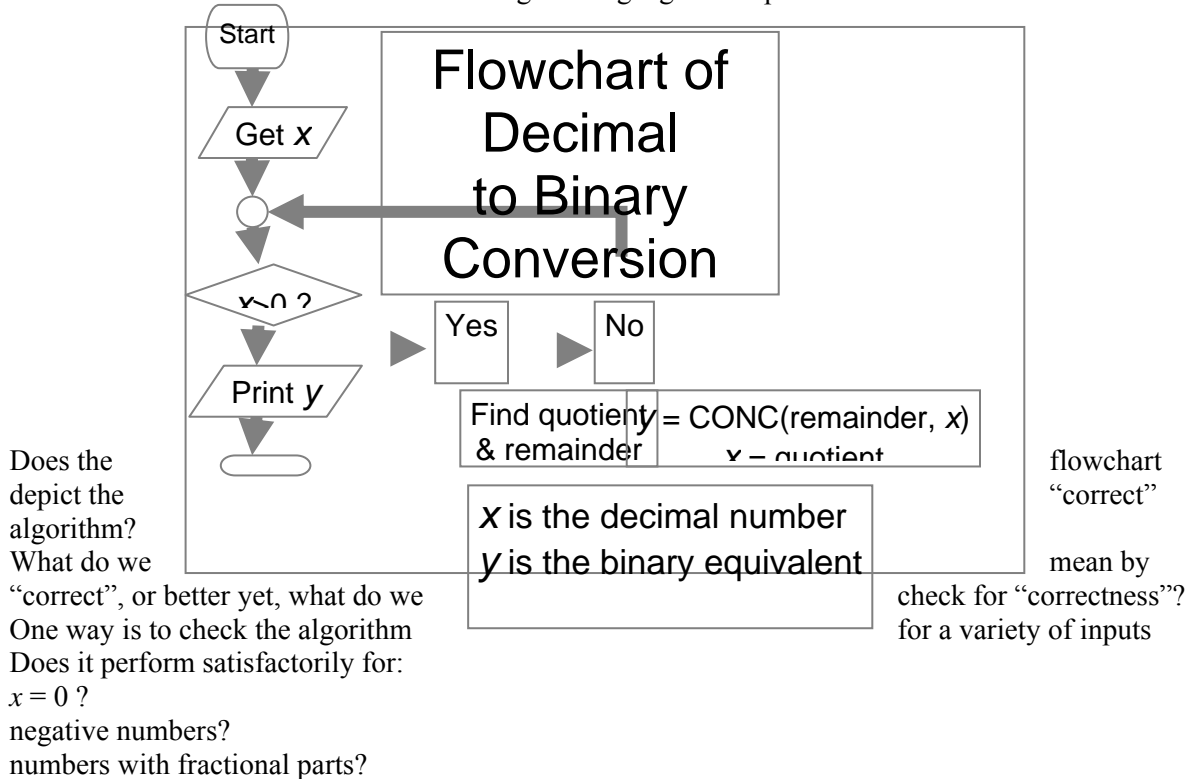 Start
Flowchart of
Decimal
to Binary
Conversion
Get x
x>0 ?
Yes
No
Print y
Find quotient
& remainder
y = CONC(remainder, x)
x = quotient
x is the decimal number
y is the binary equivalent
Does the flowchart
depict the “correct”
algorithm?
What do we mean by
“correct”, or better yet, what do we check for “correctness”?
One way is to check the algorithm for a variety of inputs
Does it perform satisfactorily for:
x = 0 ?
negative numbers?
numbers with fractional parts?